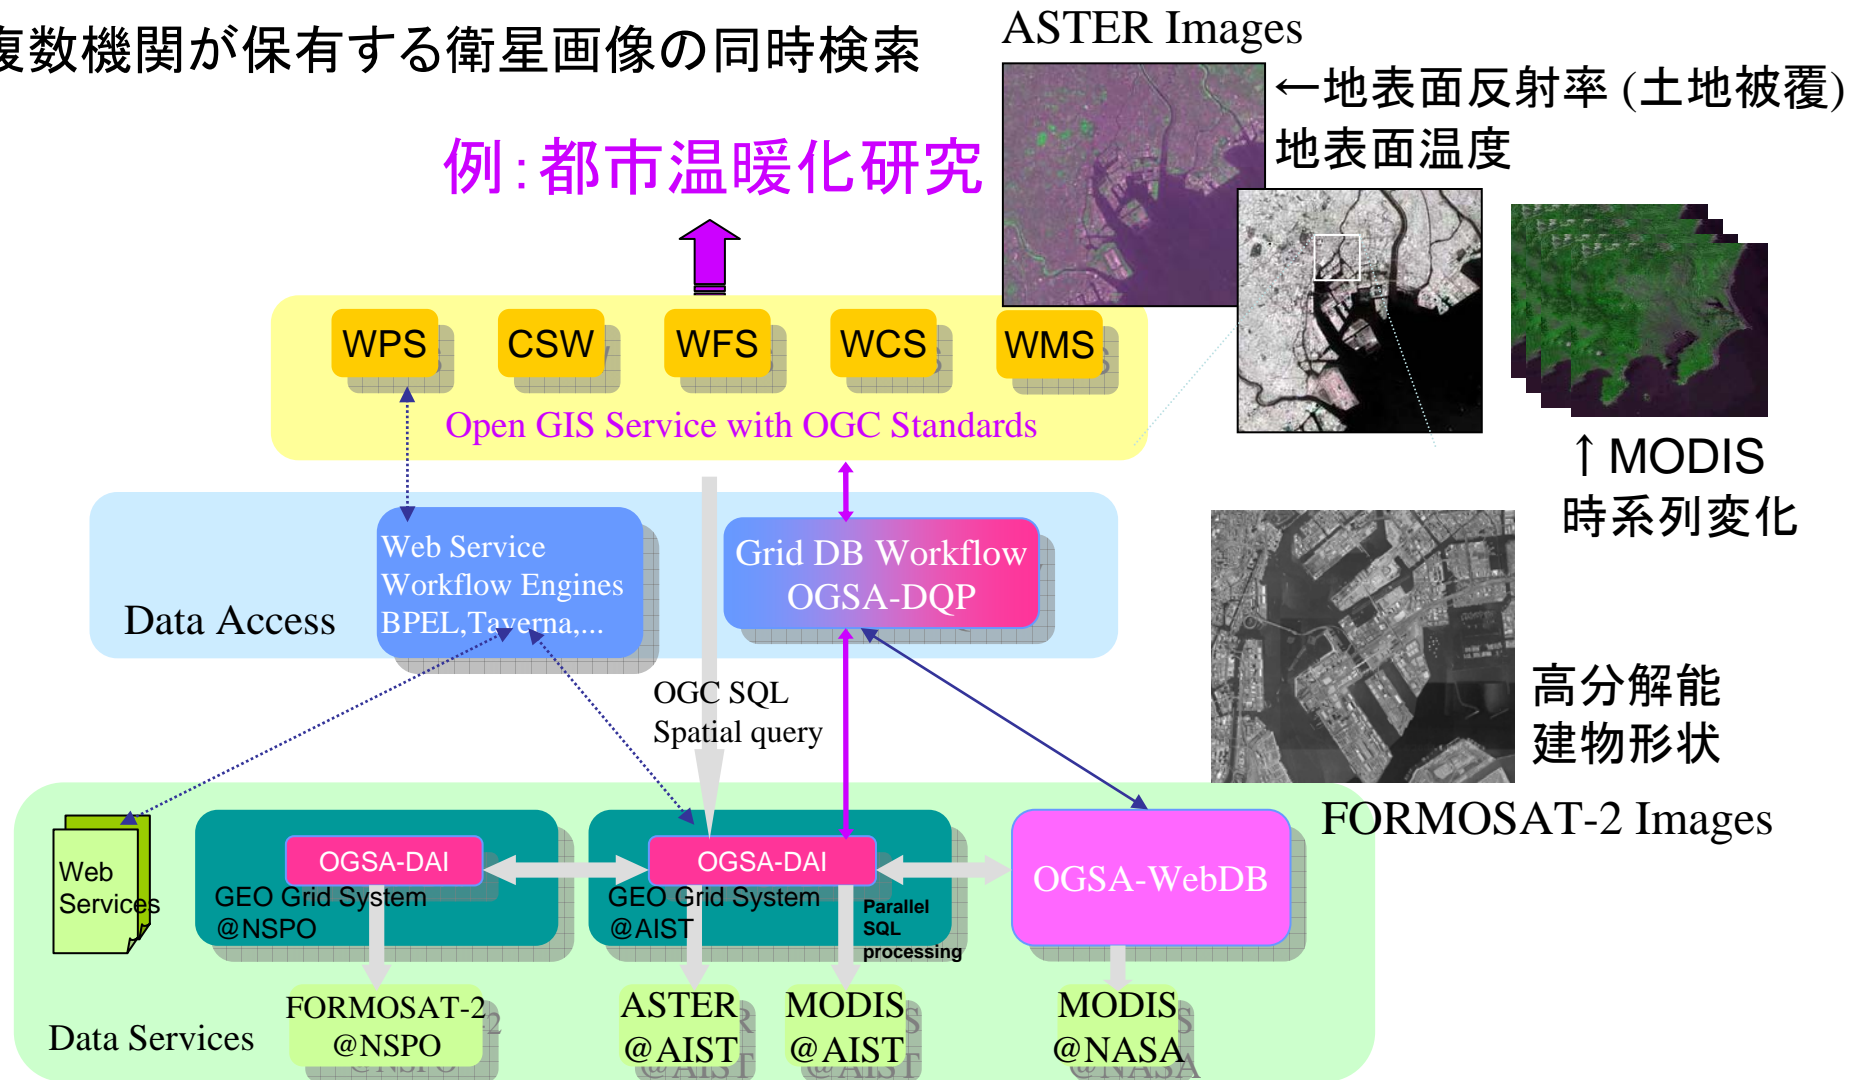 複数機関が保有する衛星画像の同時検索
ASTER Images
←地表面反射率 (土地被覆)
地表面温度
例:都市温暖化研究
WPS
CSW
WFS
WCS
WMS
Open GIS Service with OGC Standards
↑MODIS
時系列変化
Data Access
Web Service
Workflow Engines
BPEL,Taverna,...
Grid DB Workflow
OGSA-DQP
OGC SQL
Spatial query
高分解能
建物形状
FORMOSAT-2 Images
Web
Services
OGSA-DAI
GEO Grid System
@NSPO
OGSA-DAI
GEO Grid System
@AIST
Parallel
SQL
processing
OGSA-WebDB
Data Services
FORMOSAT-2
@NSPO
ASTER
@AIST
MODIS
@AIST
MODIS
@NASA